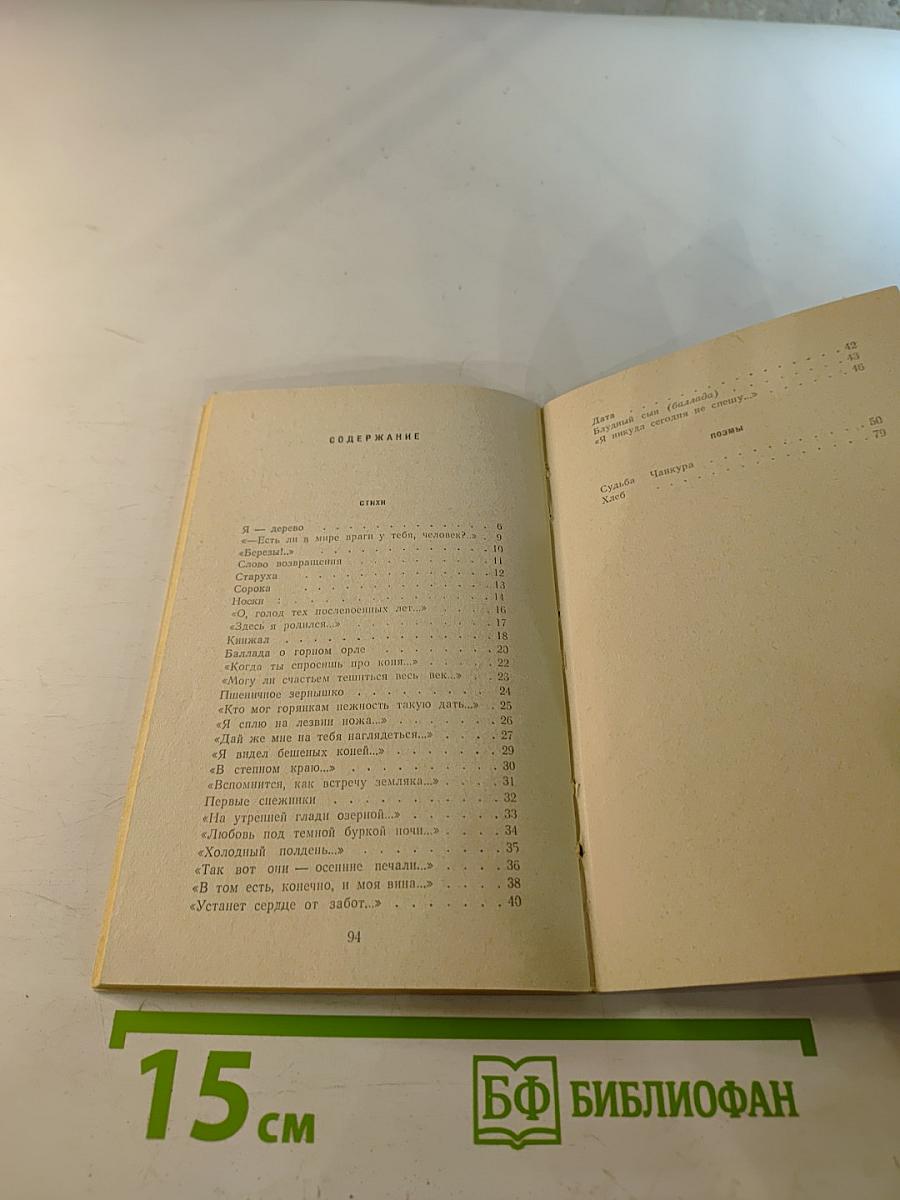 СОДЕРЖАНИЕ
СТИХИ
Я — дерево . . . . . . . . . . . . 6
«—Есть ли в мире враги у тебя, человек?..» . 9
«Березы!..» . . . . . . . . . . . 10
Слово возвращения . . . . . . . . . 11
Старуха . . . . . . . . . . . . 12
Сорока . . . . . . . . . . . . 13
Носки . . . . . . . . . . . . 14
«О, голод тех послевоенных лет...» . . . . 16
«Здесь я родился...» . . . . . . . . 17
Кинжал . . . . . . . . . . . . 18
Баллада о горном орле . . . . . . . 20
«Когда ты спросишь про коня...» . . . . . 22
«Могу ли счастьем тешиться весь век...» . . 23
Пшеничное зернышко . . . . . . . . 24
«Кто мог горянкам нежность такую дать...» . 25
«Я сплю на лезвии ножа...» . . . . . . 26
«Дай же мне на тебя наглядеться...» . . . . 27
«Я видел бешеных коней...» . . . . . . 29
«В степном краю...» . . . . . . . . 30
«Вспомнится, как встречу земляка...» . . . . 31
Первые снежинки . . . . . . . . . . 32
«На утренней глади озерной...» . . . . . 33
«Любовь под темной буркой ночи...» . . . . 34
«Холодный полдень...» . . . . . . . . 35
«Так вот они — осенние печали...» . . . . 36
«В том есть, конечно, и моя вина...» . . . . 38
«Устанет сердце от забот...» . . . . . . . 40
94
Дата . . . . . . . . . . . . 42
Блудный сын (баллада) . . . . . . . 43
«Я никуда сегодня не спешу...» . . . . . 46
ПОЭМЫ
Судьба Чанкура . . . . . . . . . 50
Хлеб . . . . . . . . . . . . 79
15 см
БФ БИБЛИОФАН